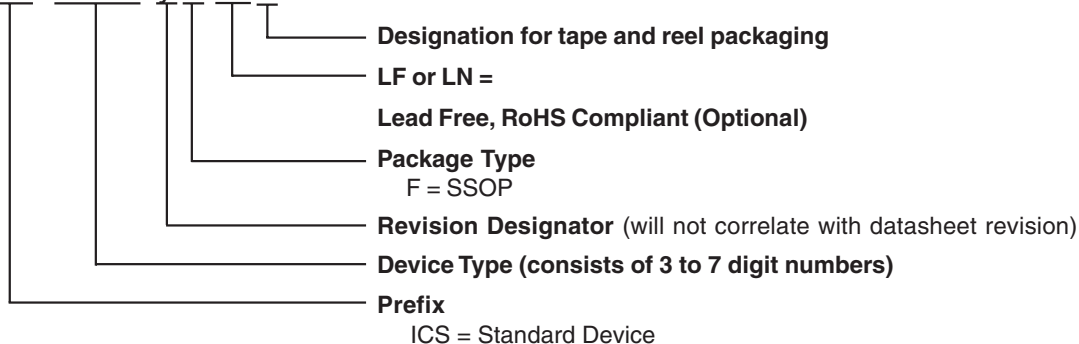 Designation for tape and reel packaging
LF or LN =
Lead Free, RoHS Compliant (Optional)
Package Type
F = SSOP
Revision Designator (will not correlate with datasheet revision)
Device Type (consists of 3 to 7 digit numbers)
Prefix
ICS = Standard Device